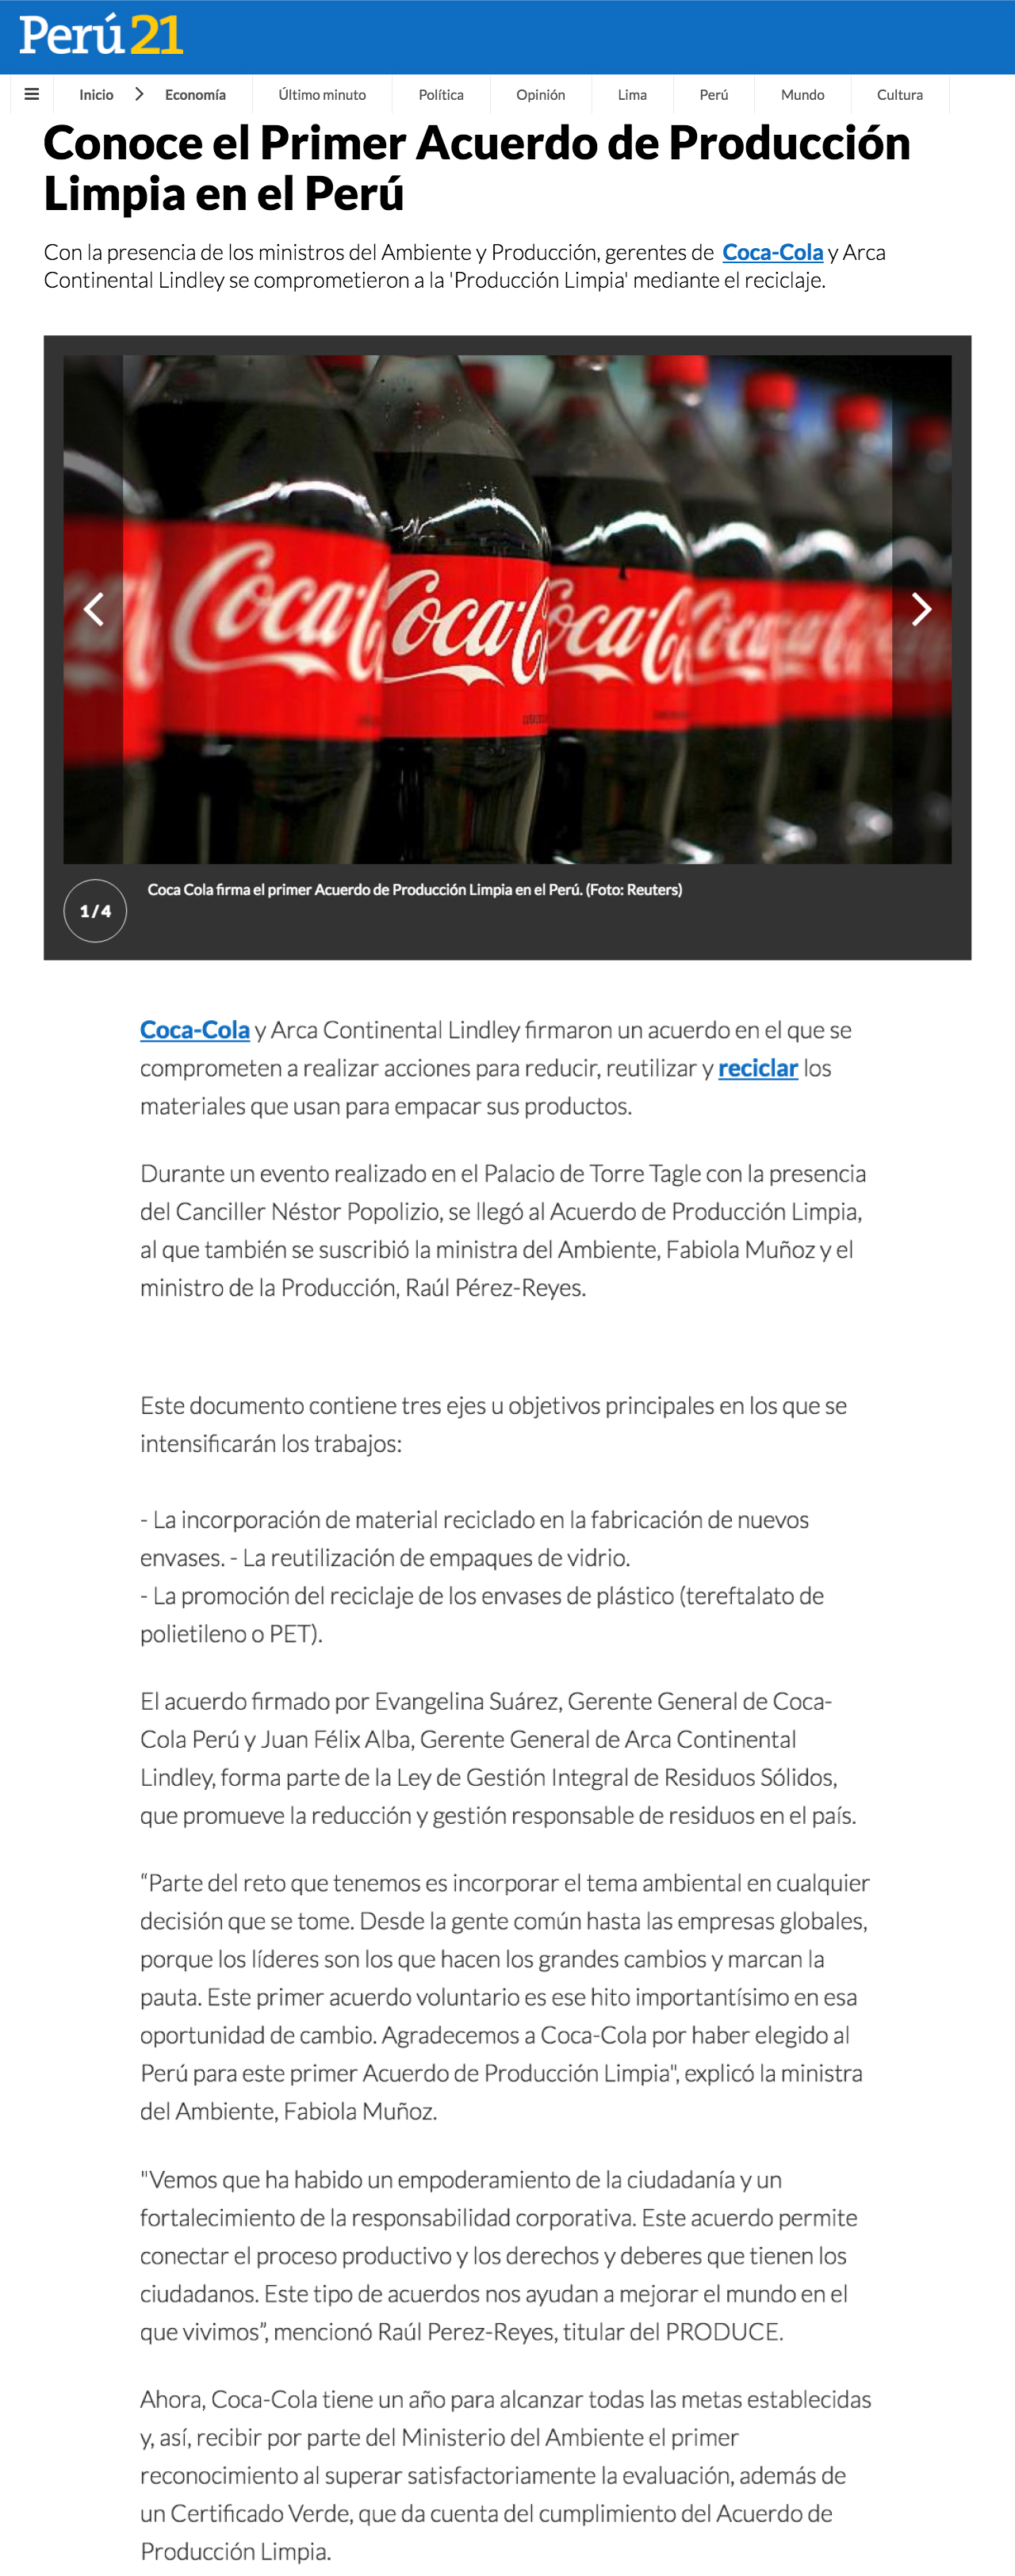 Perú21
Inicio > Economía Último minuto Política Opinión Lima Perú Mundo Cultura
Conoce el Primer Acuerdo de Producción
Limpia en el Perú
Con la presencia de los ministros del Ambiente y Producción, gerentes de Coca-Cola y Arca
Continental Lindley se comprometieron a la 'Producción Limpia' mediante el reciclaje.
Coca-Cola
Coca-Cola
Coca-Cola
Coca Cola firma el primer Acuerdo de Producción Limpia en el Perú. (Foto: Reuters)
1/4
Coca-Cola y Arca Continental Lindley firmaron un acuerdo en el que se
comprometen a realizar acciones para reducir, reutilizar y reciclar los
materiales que usan para empacar sus productos.
Durante un evento realizado en el Palacio de Torre Tagle con la presencia
del Canciller Néstor Popolizio, se llegó al Acuerdo de Producción Limpia,
al que también se suscribió la ministra del Ambiente, Fabiola Muñoz y el
ministro de la Producción, Raúl Pérez-Reyes.
Este documento contiene tres ejes u objetivos principales en los que se
intensificarán los trabajos:
- La incorporación de material reciclado en la fabricación de nuevos
envases. - La reutilización de empaques de vidrio.
- La promoción del reciclaje de los envases de plástico (tereftalato de
polietileno o PET).
El acuerdo firmado por Evangelina Suárez, Gerente General de Coca-
Cola Perú y Juan Félix Alba, Gerente General de Arca Continental
Lindley, forma parte de la Ley de Gestión Integral de Residuos Sólidos,
que promueve la reducción y gestión responsable de residuos en el país.
“Parte del reto que tenemos es incorporar el tema ambiental en cualquier
decisión que se tome. Desde la gente común hasta las empresas globales,
porque los líderes son los que hacen los grandes cambios y marcan la
pauta. Este primer acuerdo voluntario es ese hito importantísimo en esa
oportunidad de cambio. Agradecemos a Coca-Cola por haber elegido al
Perú para este primer Acuerdo de Producción Limpia", explicó la ministra
del Ambiente, Fabiola Muñoz.
"Vemos que ha habido un empoderamiento de la ciudadanía y un
fortalecimiento de la responsabilidad corporativa. Este acuerdo permite
conectar el proceso productivo y los derechos y deberes que tienen los
ciudadanos. Este tipo de acuerdos nos ayudan a mejorar el mundo en el
que vivimos”, mencionó Raúl Perez-Reyes, titular del PRODUCE.
Ahora, Coca-Cola tiene un año para alcanzar todas las metas establecidas
y, así, recibir por parte del Ministerio del Ambiente el primer
reconocimiento al superar satisfactoriamente la evaluación, además de
un Certificado Verde, que da cuenta del cumplimiento del Acuerdo de
Producción Limpia.